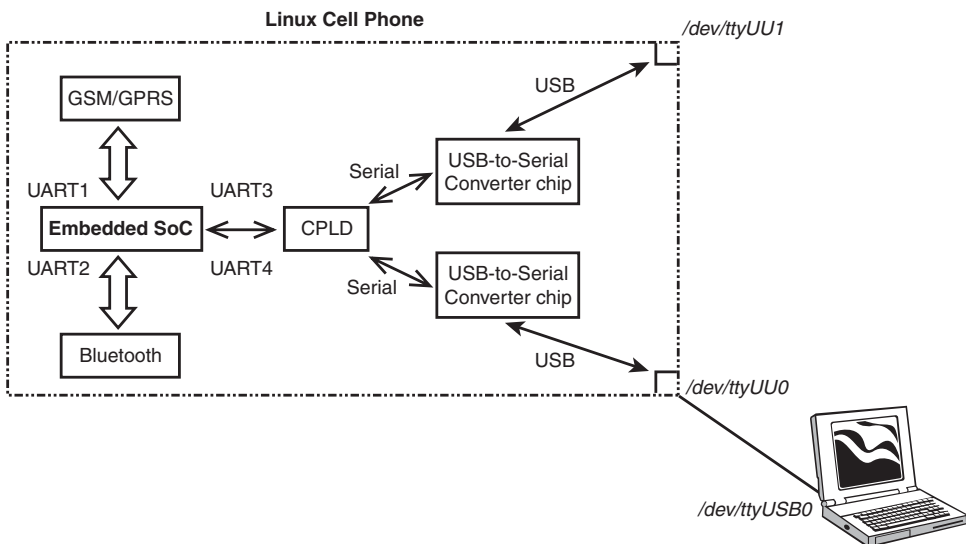 Linux Cell Phone
/dev/ttyUU1
GSM/GPRS
USB
USB-to-Serial
Converter chip
Serial
UART1
UART3
Embedded SoC
CPLD
UART2
UART4
USB-to-Serial
Converter chip
Serial
Bluetooth
USB
/dev/ttyUU0
/dev/ttyUSB0